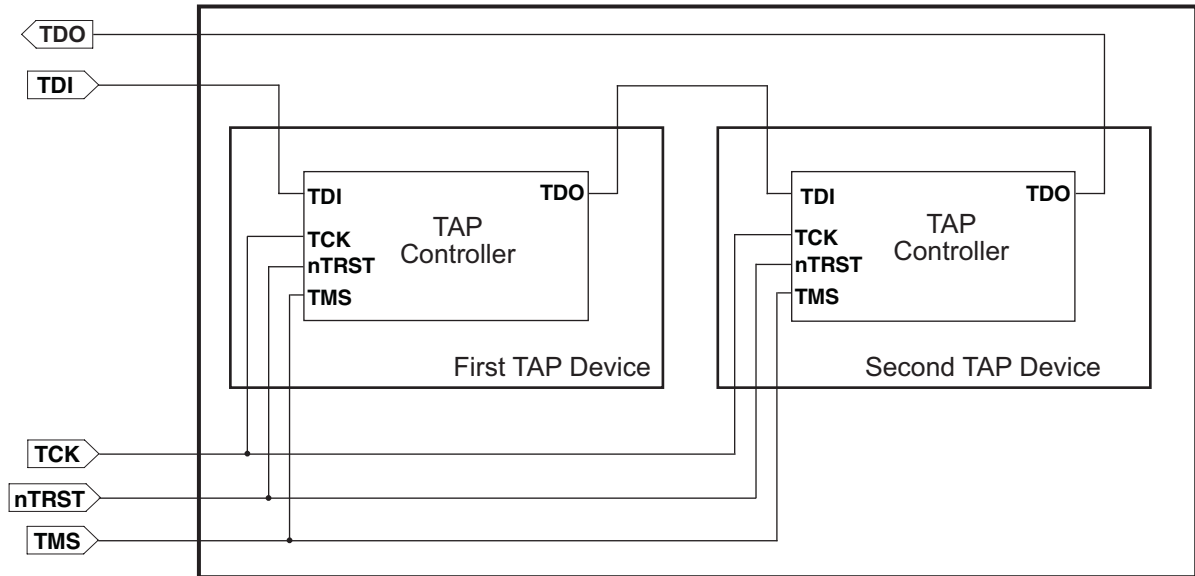 TDO
TDI
TDI
TDO
TAP
Controller
TCK
nTRST
TMS
First TAP Device
TDI
TDO
TAP
Controller
TCK
nTRST
TMS
Second TAP Device
TCK
nTRST
TMS